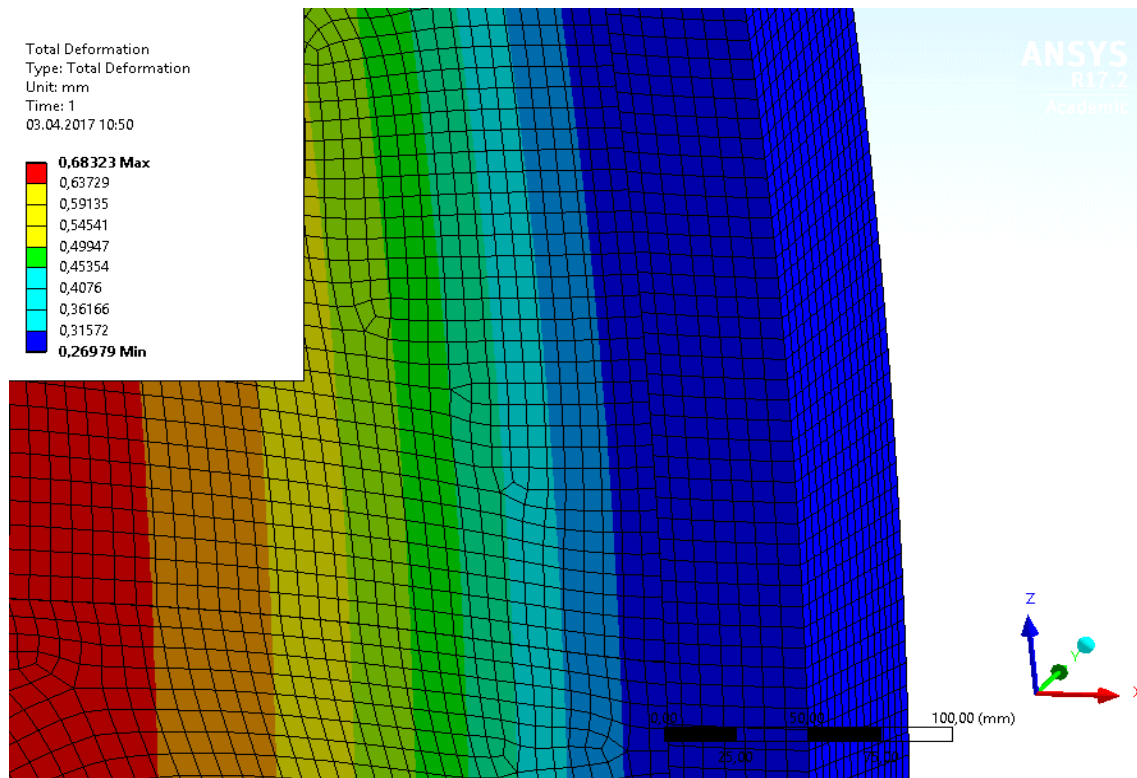 Total Deformation
Type: Total Deformation
Unit: mm
Time: 1
03.04.2017 10:50
0,68323 Max
0,63729
0,59135
0,54541
0,49947
0,45354
0,4076
0,36166
0,31572
0,26979 Min
ANSYS
R17.2
Academic
Z
Y
X
0,00 50,00 100,00 (mm)
25,00 75,00